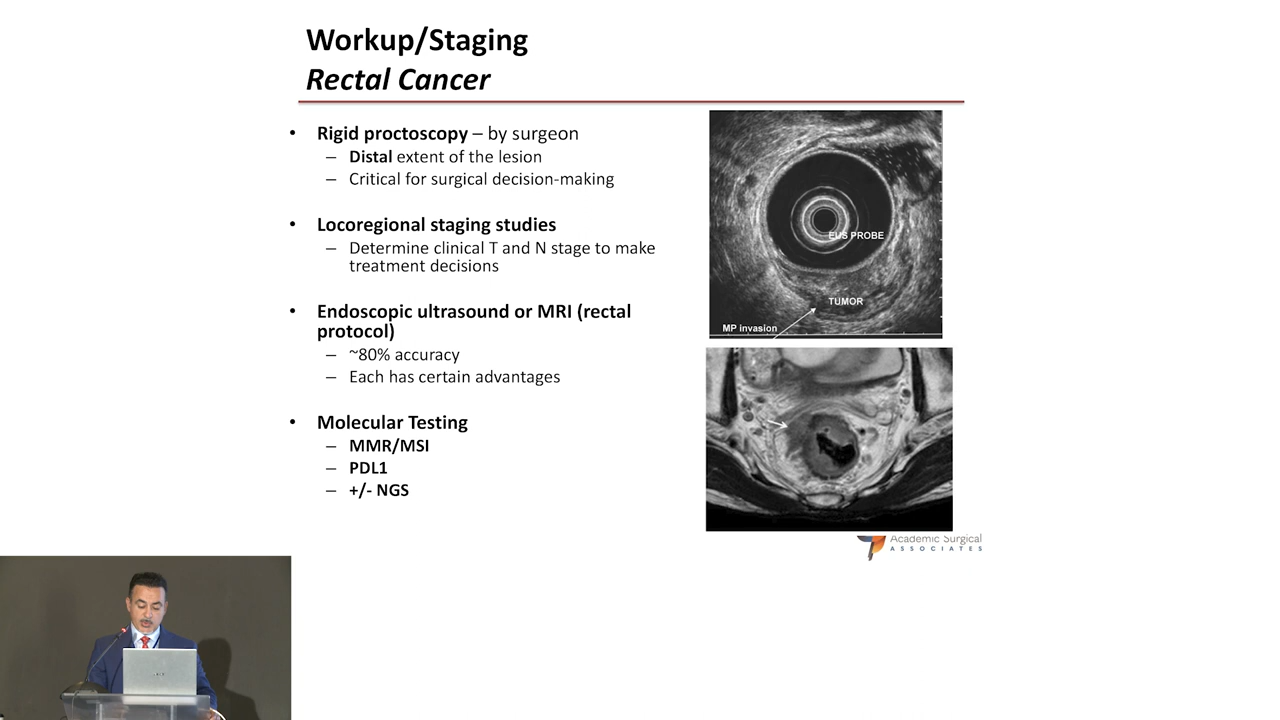 Workup/Staging
Rectal Cancer
• Rigid proctoscopy – by surgeon
– Distal extent of the lesion
– Critical for surgical decision-making
• Locoregional staging studies
– Determine clinical T and N stage to make
treatment decisions
• Endoscopic ultrasound or MRI (rectal
protocol)
– ~80% accuracy
– Each has certain advantages
• Molecular Testing
– MMR/MSI
– PDL1
– +/- NGS
EUS PROBE
TUMOR
MP invasion
Academic Surgical
ASSOCIATES